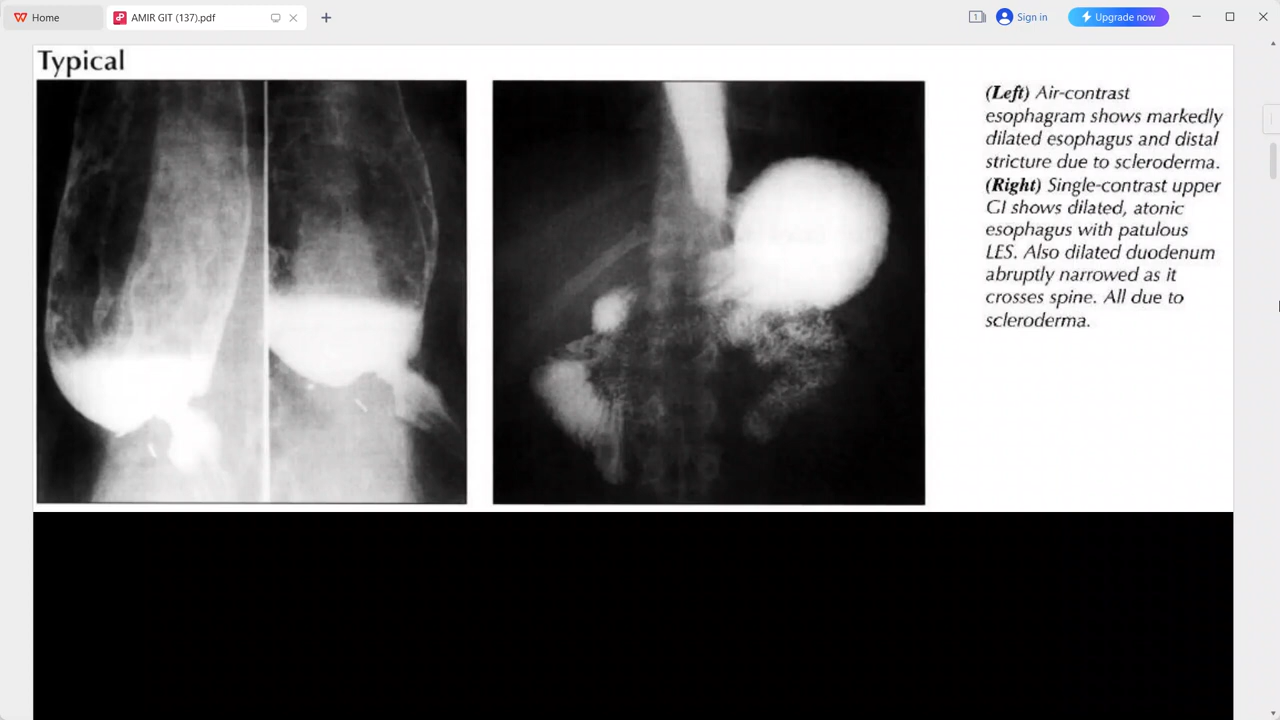 Home
AMIR GIT (137).pdf
1
Sign in
Upgrade now
Typical
(Left) Air-contrast
esophagram shows markedly
dilated esophagus and distal
stricture due to scleroderma.
(Right) Single-contrast upper
GI shows dilated, atonic
esophagus with patulous
LES. Also dilated duodenum
abruptly narrowed as it
crosses spine. All due to
scleroderma.